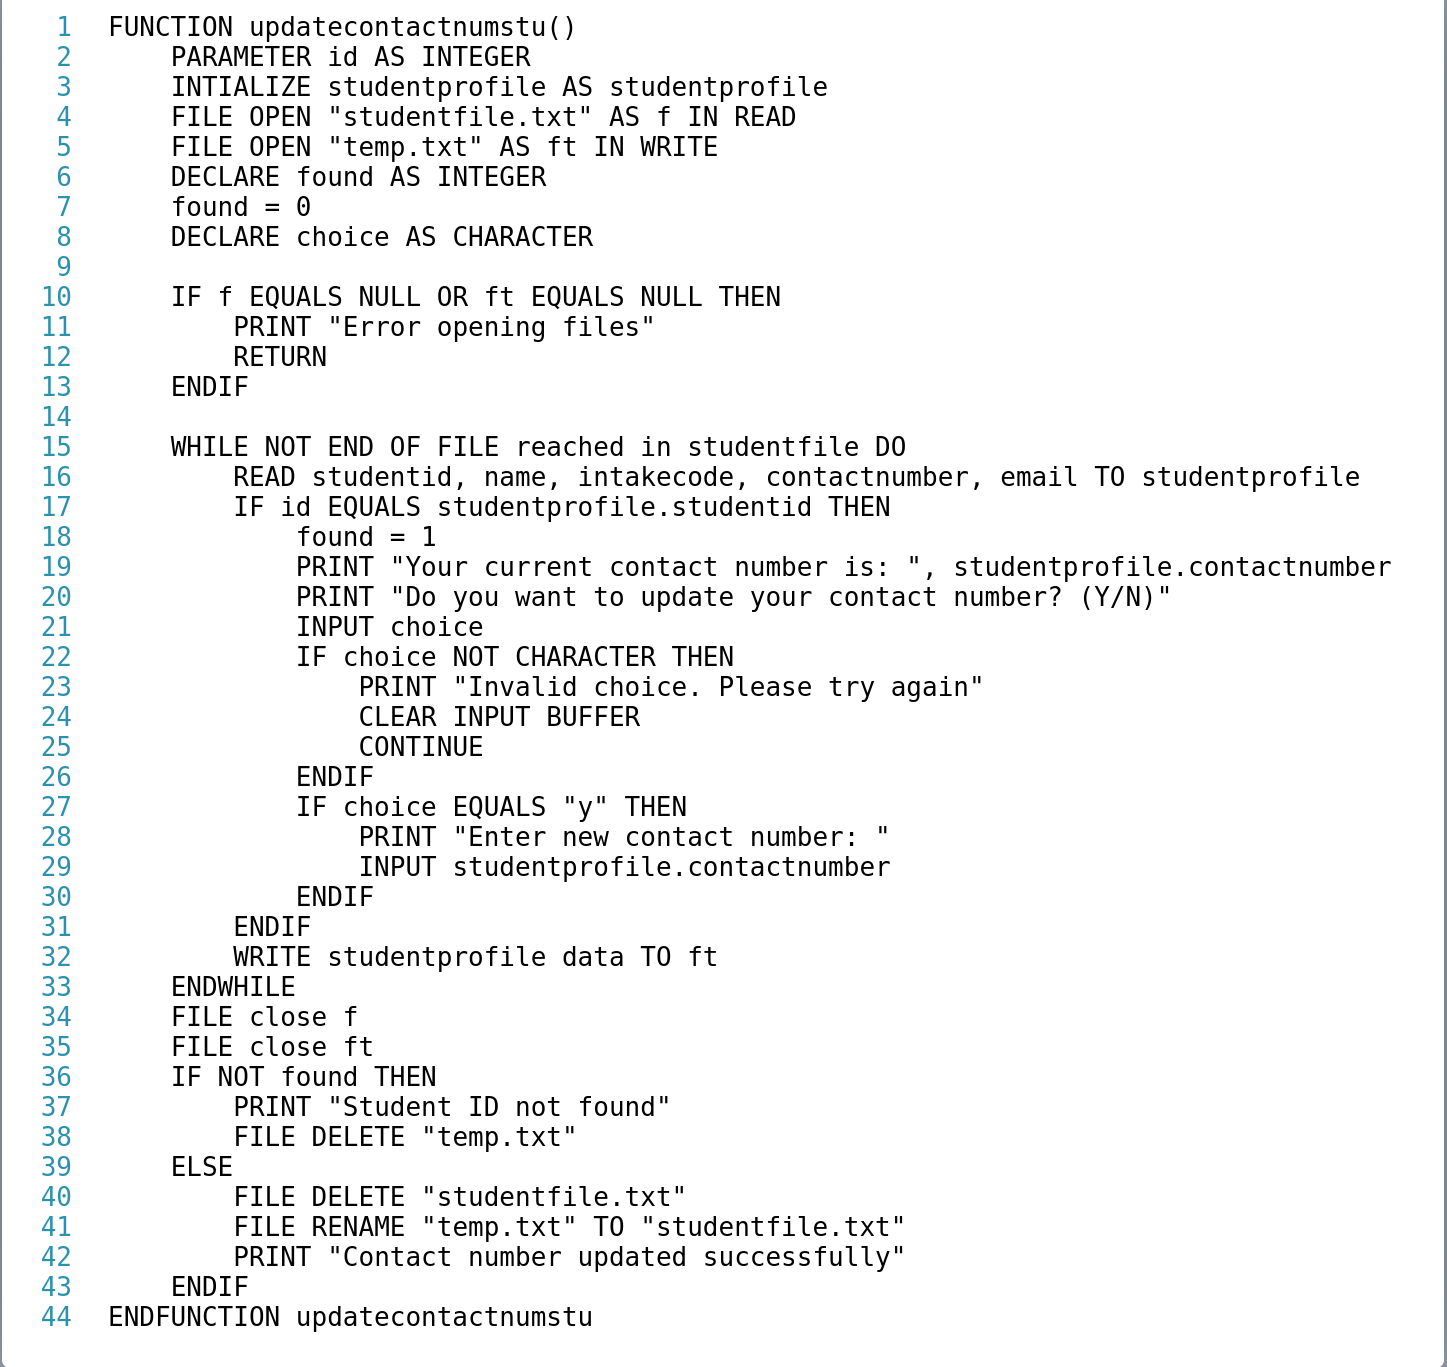 1 FUNCTION updatecontactnumstu()
2 PARAMETER id AS INTEGER
3 INTIALIZE studentprofile AS studentprofile
4 FILE OPEN "studentfile.txt" AS f IN READ
5 FILE OPEN "temp.txt" AS ft IN WRITE
6 DECLARE found AS INTEGER
7 found = 0
8 DECLARE choice AS CHARACTER
9
10 IF f EQUALS NULL OR ft EQUALS NULL THEN
11 PRINT "Error opening files"
12 RETURN
13 ENDIF
14
15 WHILE NOT END OF FILE reached in studentfile DO
16 READ studentid, name, intakecode, contactnumber, email TO studentprofile
17 IF id EQUALS studentprofile.studentid THEN
18 found = 1
19 PRINT "Your current contact number is: ", studentprofile.contactnumber
20 PRINT "Do you want to update your contact number? (Y/N)"
21 INPUT choice
22 IF choice NOT CHARACTER THEN
23 PRINT "Invalid choice. Please try again"
24 CLEAR INPUT BUFFER
25 CONTINUE
26 ENDIF
27 IF choice EQUALS "y" THEN
28 PRINT "Enter new contact number: "
29 INPUT studentprofile.contactnumber
30 ENDIF
31 ENDIF
32 WRITE studentprofile data TO ft
33 ENDWHILE
34 FILE close f
35 FILE close ft
36 IF NOT found THEN
37 PRINT "Student ID not found"
38 FILE DELETE "temp.txt"
39 ELSE
40 FILE DELETE "studentfile.txt"
41 FILE RENAME "temp.txt" TO "studentfile.txt"
42 PRINT "Contact number updated successfully"
43 ENDIF
44 ENDFUNCTION updatecontactnumstu